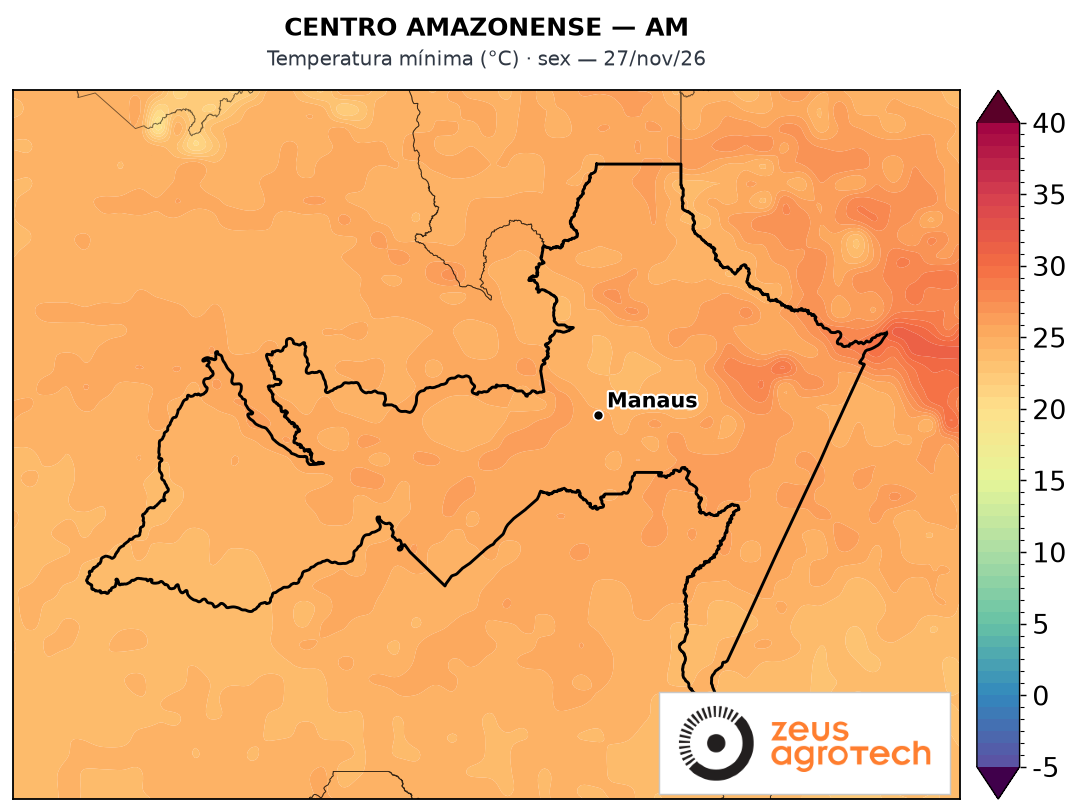 CENTRO AMAZONENSE — AM
Temperatura mínima (°C) · sex — 27/nov/26
40
35
30
25
20
15
10
5
0
-5
Manaus
zeus
agrotech